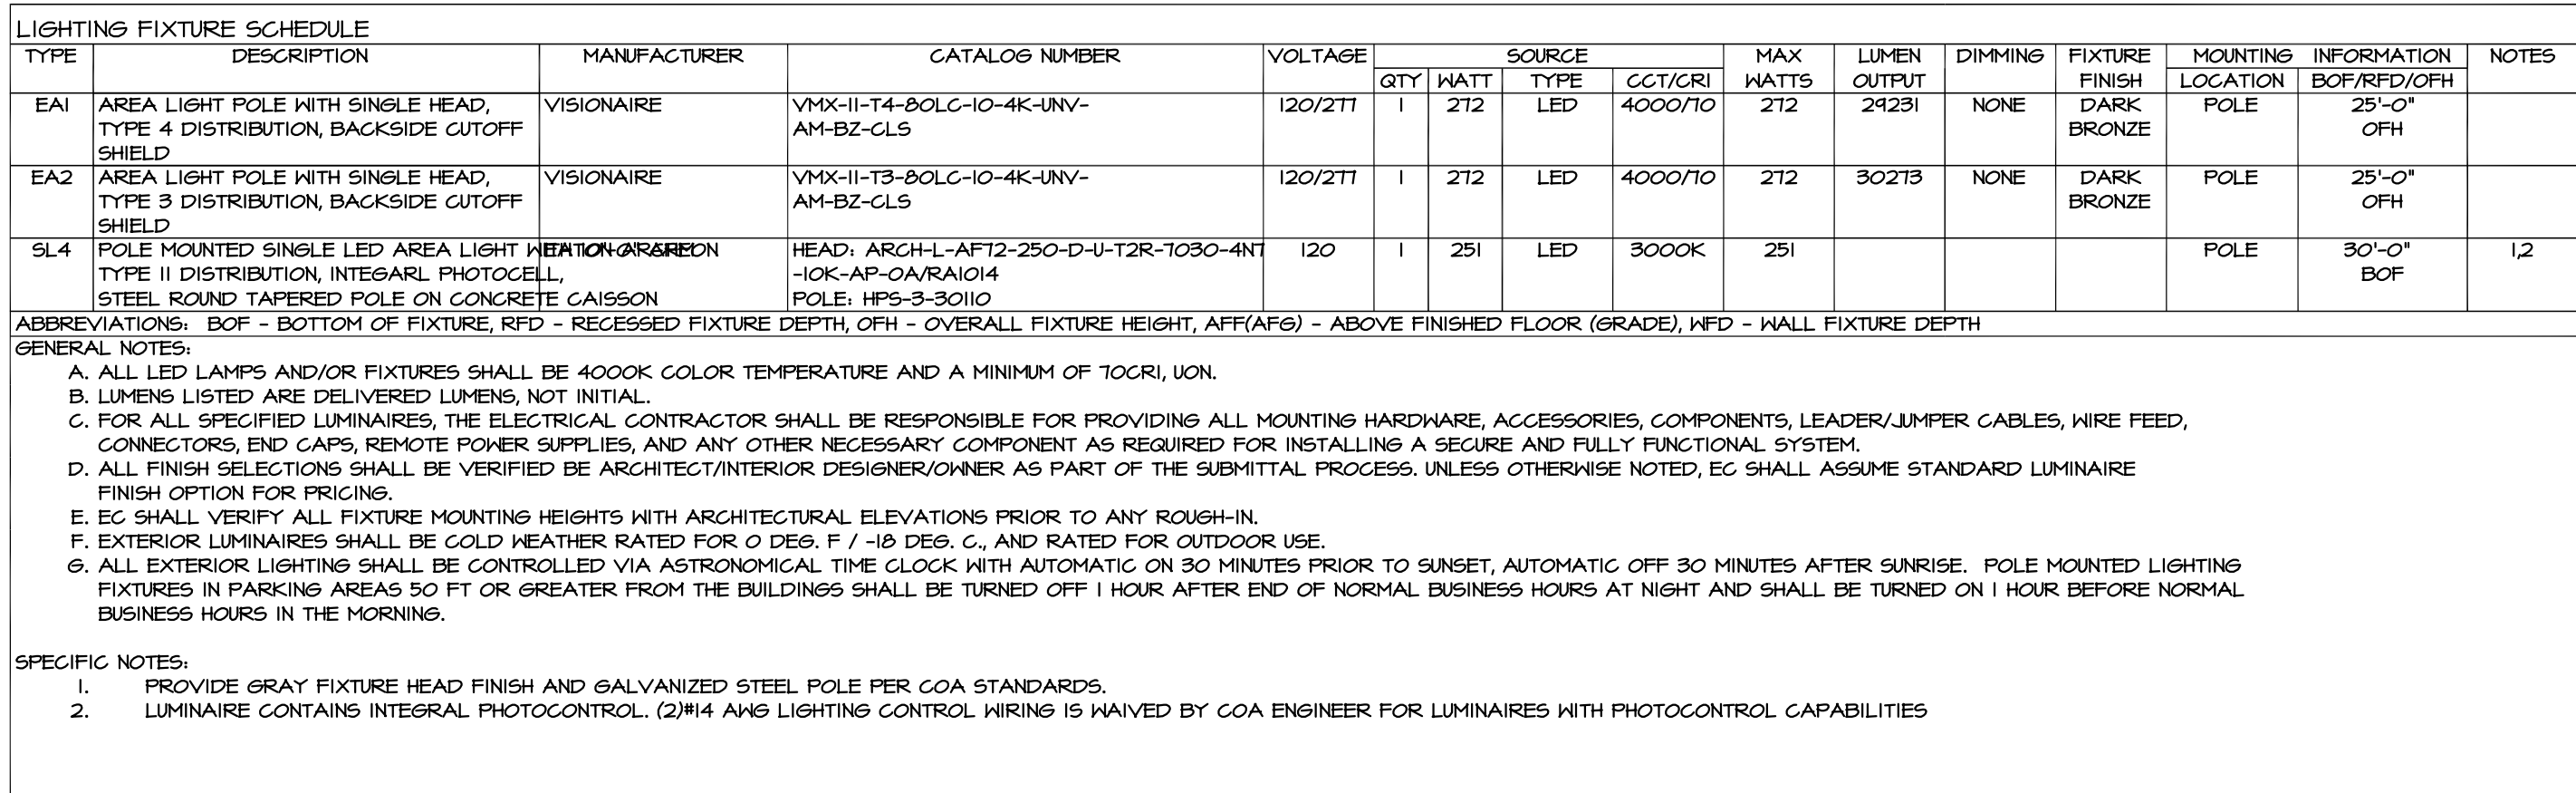 LIGHTING FIXTURE SCHEDULE
TYPE DESCRIPTION MANUFACTURER CATALOG NUMBER VOLTAGE SOURCE MAX WATTS LUMEN OUTPUT DIMMING FIXTURE FINISH MOUNTING INFORMATION NOTES
QTY WATT TYPE CCT/CRI LOCATION BOF/RFD/OFH
EA1 AREA LIGHT POLE WITH SINGLE HEAD, VISIONAIRE VMX-11-T4-80LC-10-4K-UNV- 120/277 1 272 LED 4000/70 272 29231 NONE DARK POLE 25'-0"
TYPE 4 DISTRIBUTION, BACKSIDE CUTOFF AM-BZ-CLS BRONZE OFH
SHIELD
EA2 AREA LIGHT POLE WITH SINGLE HEAD, VISIONAIRE VMX-11-T3-80LC-10-4K-UNV- 120/277 1 272 LED 4000/70 272 30273 NONE DARK POLE 25'-0"
TYPE 3 DISTRIBUTION, BACKSIDE CUTOFF AM-BZ-CLS BRONZE OFH
SHIELD
SL4 POLE MOUNTED SINGLE LED AREA LIGHT HEAD: ARCH-L-AF72-250-D-U-T2R-7030-4N7 120 1 251 LED 3000K 251 POLE 30'-0" 1,2
TYPE II DISTRIBUTION, INTEGARL PHOTOCELL, -10K-AP-OA/RA1014 BOF
STEEL ROUND TAPERED POLE ON CONCRETE CAISSON POLE: HPS-3-30110
ABBREVIATIONS: BOF - BOTTOM OF FIXTURE, RFD - RECESSED FIXTURE DEPTH, OFH - OVERALL FIXTURE HEIGHT, AFF(AFG) - ABOVE FINISHED FLOOR (GRADE), WFD - WALL FIXTURE DEPTH
GENERAL NOTES:
A. ALL LED LAMPS AND/OR FIXTURES SHALL BE 4000K COLOR TEMPERATURE AND A MINIMUM OF 70CRI, UON.
B. LUMENS LISTED ARE DELIVERED LUMENS, NOT INITIAL.
C. FOR ALL SPECIFIED LUMINAIRES, THE ELECTRICAL CONTRACTOR SHALL BE RESPONSIBLE FOR PROVIDING ALL MOUNTING HARDWARE, ACCESSORIES, COMPONENTS, LEADER/JUMPER CABLES, WIRE FEED,
CONNECTORS, END CAPS, REMOTE POWER SUPPLIES, AND ANY OTHER NECESSARY COMPONENT AS REQUIRED FOR INSTALLING A SECURE AND FULLY FUNCTIONAL SYSTEM.
D. ALL FINISH SELECTIONS SHALL BE VERIFIED BE ARCHITECT/INTERIOR DESIGNER/OWNER AS PART OF THE SUBMITTAL PROCESS. UNLESS OTHERWISE NOTED, EC SHALL ASSUME STANDARD LUMINAIRE
FINISH OPTION FOR PRICING.
E. EC SHALL VERIFY ALL FIXTURE MOUNTING HEIGHTS WITH ARCHITECTURAL ELEVATIONS PRIOR TO ANY ROUGH-IN.
F. EXTERIOR LUMINAIRES SHALL BE COLD WEATHER RATED FOR 0 DEG. F / -18 DEG. C., AND RATED FOR OUTDOOR USE.
G. ALL EXTERIOR LIGHTING SHALL BE CONTROLLED VIA ASTRONOMICAL TIME CLOCK WITH AUTOMATIC ON 30 MINUTES PRIOR TO SUNSET, AUTOMATIC OFF 30 MINUTES AFTER SUNRISE. POLE MOUNTED LIGHTING
FIXTURES IN PARKING AREAS 50 FT OR GREATER FROM THE BUILDINGS SHALL BE TURNED OFF 1 HOUR AFTER END OF NORMAL BUSINESS HOURS AT NIGHT AND SHALL BE TURNED ON 1 HOUR BEFORE NORMAL
BUSINESS HOURS IN THE MORNING.
SPECIFIC NOTES:
1. PROVIDE GRAY FIXTURE HEAD FINISH AND GALVANIZED STEEL POLE PER COA STANDARDS.
2. LUMINAIRE CONTAINS INTEGRAL PHOTOCONTROL. (2)#14 AWG LIGHTING CONTROL WIRING IS WAIVED BY COA ENGINEER FOR LUMINAIRES WITH PHOTOCONTROL CAPABILITIES